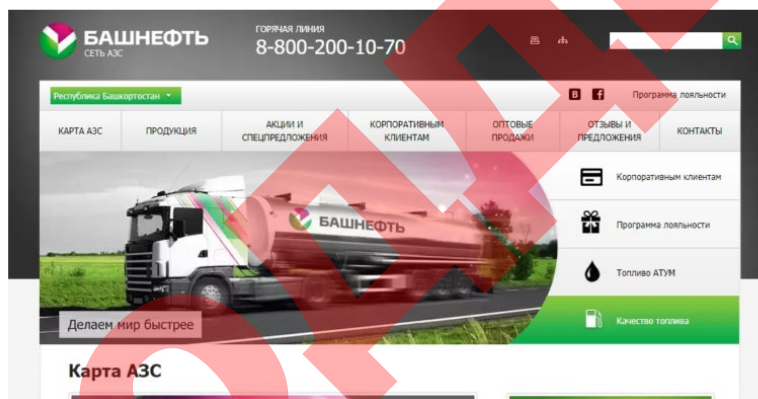 БАШНЕФТЬ
СЕТЬ АЗС
ГОРЯЧАЯ ЛИНИЯ
8-800-200-10-70
Республика Башкортостан
Программа лояльности
КАРТА АЗС
ПРОДУКЦИЯ
АКЦИИ И
СПЕЦПРЕДЛОЖЕНИЯ
КОРПОРАТИВНЫМ
КЛИЕНТАМ
ОПТОВЫЕ
ПРОДАЖИ
ОТЗЫВЫ И
ПРЕДЛОЖЕНИЯ
КОНТАКТЫ
БАШНЕФТЬ
Делаем мир быстрее
Корпоративным клиентам
Программа лояльности
Топливо АТУМ
Качество топлива
Карта АЗС